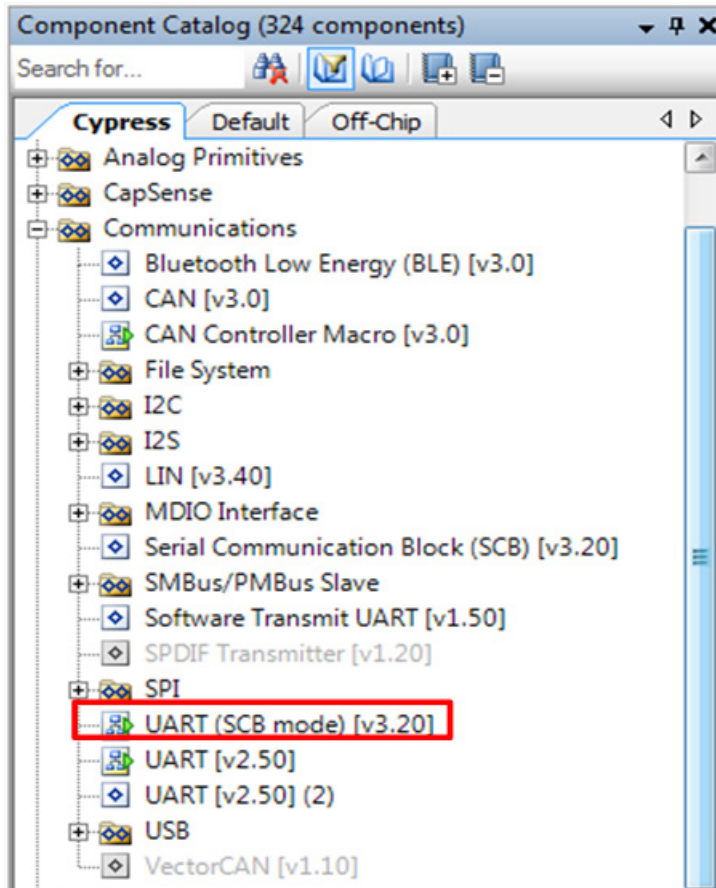 Component Catalog (324 components)
Search for...
Cypress Default Off-Chip
Analog Primitives
CapSense
Communications
Bluetooth Low Energy (BLE) [v3.0]
CAN [v3.0]
CAN Controller Macro [v3.0]
File System
I2C
I2S
LIN [v3.40]
MDIO Interface
Serial Communication Block (SCB) [v3.20]
SMBus/PMBus Slave
Software Transmit UART [v1.50]
SPDIF Transmitter [v1.20]
SPI
UART (SCB mode) [v3.20]
UART [v2.50]
UART [v2.50] (2)
USB
VectorCAN [v1.10]